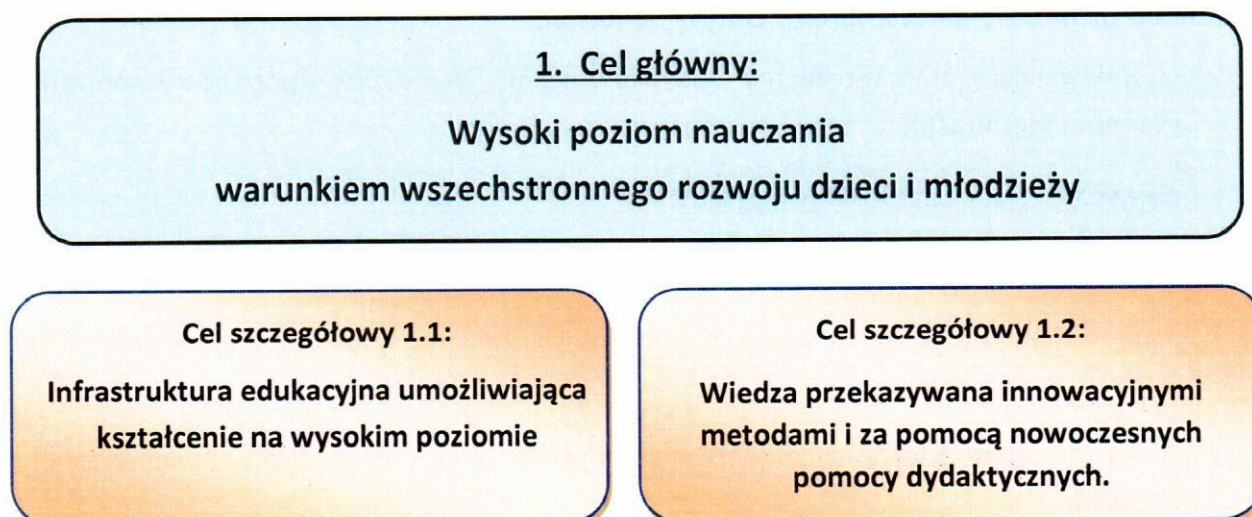 1. Cel główny:
Wysoki poziom nauczania
warunkiem wszechstronnego rozwoju dzieci i młodzieży
Cel szczegółowy 1.1:
Infrastruktura edukacyjna umożliwiająca
kształcenie na wysokim poziomie
Cel szczegółowy 1.2:
Wiedza przekazywana innowacyjnymi
metodami i za pomocą nowoczesnych
pomocy dydaktycznych.